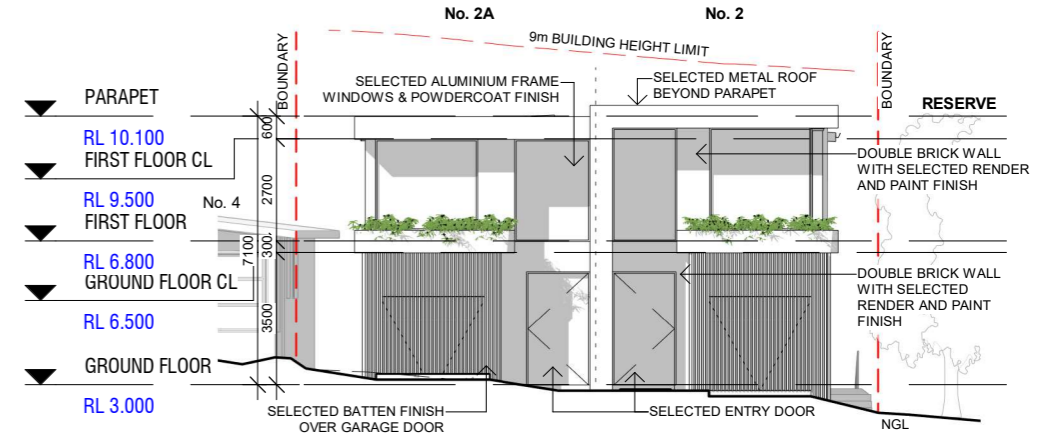 No. 2A
No. 2
9m BUILDING HEIGHT LIMIT
BOUNDARY
BOUNDARY
SELECTED ALUMINIUM FRAME
WINDOWS & POWDERCOAT FINISH
SELECTED METAL ROOF
BEYOND PARAPET
RESERVE
PARAPET
RL 10.100
600
FIRST FLOOR CL
RL 9.500
2700
DOUBLE BRICK WALL
WITH SELECTED RENDER
AND PAINT FINISH
No. 4
FIRST FLOOR
RL 6.800
300
7100
GROUND FLOOR CL
RL 6.500
3500
DOUBLE BRICK WALL
WITH SELECTED
RENDER AND PAINT
FINISH
GROUND FLOOR
RL 3.000
SELECTED BATTEN FINISH
OVER GARAGE DOOR
SELECTED ENTRY DOOR
NGL